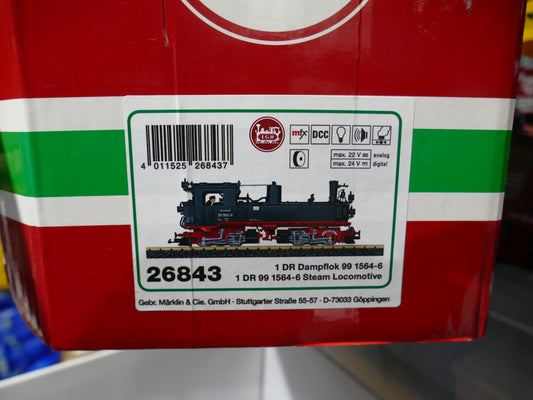 LGB
mfx DCC
max. 22 V analog
max. 24 V digital
4 011525 268437
26843
1 DR Dampflok 99 1564-6
1 DR 99 1564-6 Steam Locomotive
Gebr. Märklin & Cie. GmbH · Stuttgarter Straße 55-57 · D-73033 Göppingen